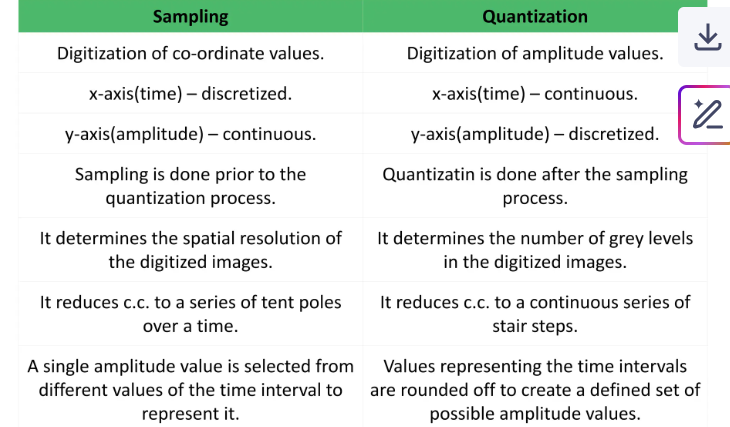 Sampling
Quantization
Digitization of co-ordinate values.
Digitization of amplitude values.
x-axis(time) – discretized.
x-axis(time) – continuous.
y-axis(amplitude) – continuous.
y-axis(amplitude) – discretized.
Sampling is done prior to the
quantization process.
Quantizatin is done after the sampling
process.
It determines the spatial resolution of
the digitized images.
It determines the number of grey levels
in the digitized images.
It reduces c.c. to a series of tent poles
over a time.
It reduces c.c. to a continuous series of
stair steps.
A single amplitude value is selected from
different values of the time interval to
represent it.
Values representing the time intervals
are rounded off to create a defined set of
possible amplitude values.